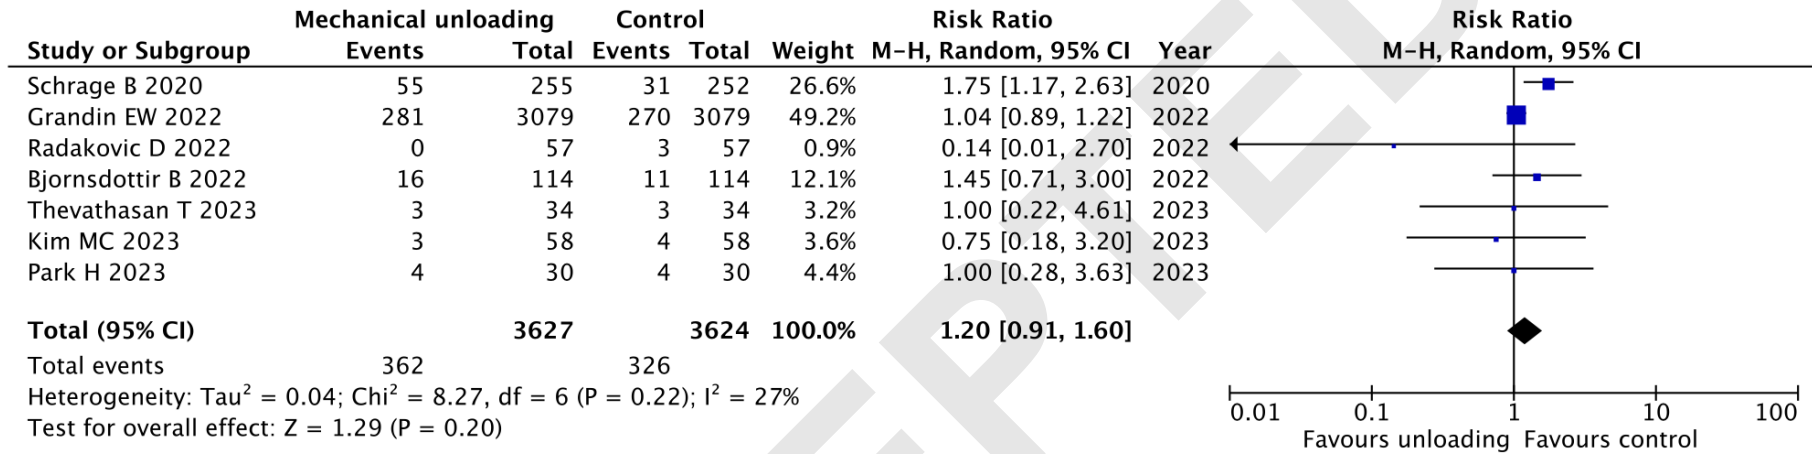 Mechanical unloading Control Risk Ratio Risk Ratio
Study or Subgroup Events Total Events Total Weight M-H, Random, 95% CI Year M-H, Random, 95% CI
Schrage B 2020 55 255 31 252 26.6% 1.75 [1.17, 2.63] 2020
Grandin EW 2022 281 3079 270 3079 49.2% 1.04 [0.89, 1.22] 2022
Radakovic D 2022 0 57 3 57 0.9% 0.14 [0.01, 2.70] 2022
Bjornsdottir B 2022 16 114 11 114 12.1% 1.45 [0.71, 3.00] 2022
Thevathasan T 2023 3 34 3 34 3.2% 1.00 [0.22, 4.61] 2023
Kim MC 2023 3 58 4 58 3.6% 0.75 [0.18, 3.20] 2023
Park H 2023 4 30 4 30 4.4% 1.00 [0.28, 3.63] 2023
Total (95% CI) 3627 3624 100.0% 1.20 [0.91, 1.60]
Total events 362 326
Heterogeneity: Tau² = 0.04; Chi² = 8.27, df = 6 (P = 0.22); I² = 27%
Test for overall effect: Z = 1.29 (P = 0.20)
0.01 0.1 1 10 100
Favours unloading Favours control
EPTED